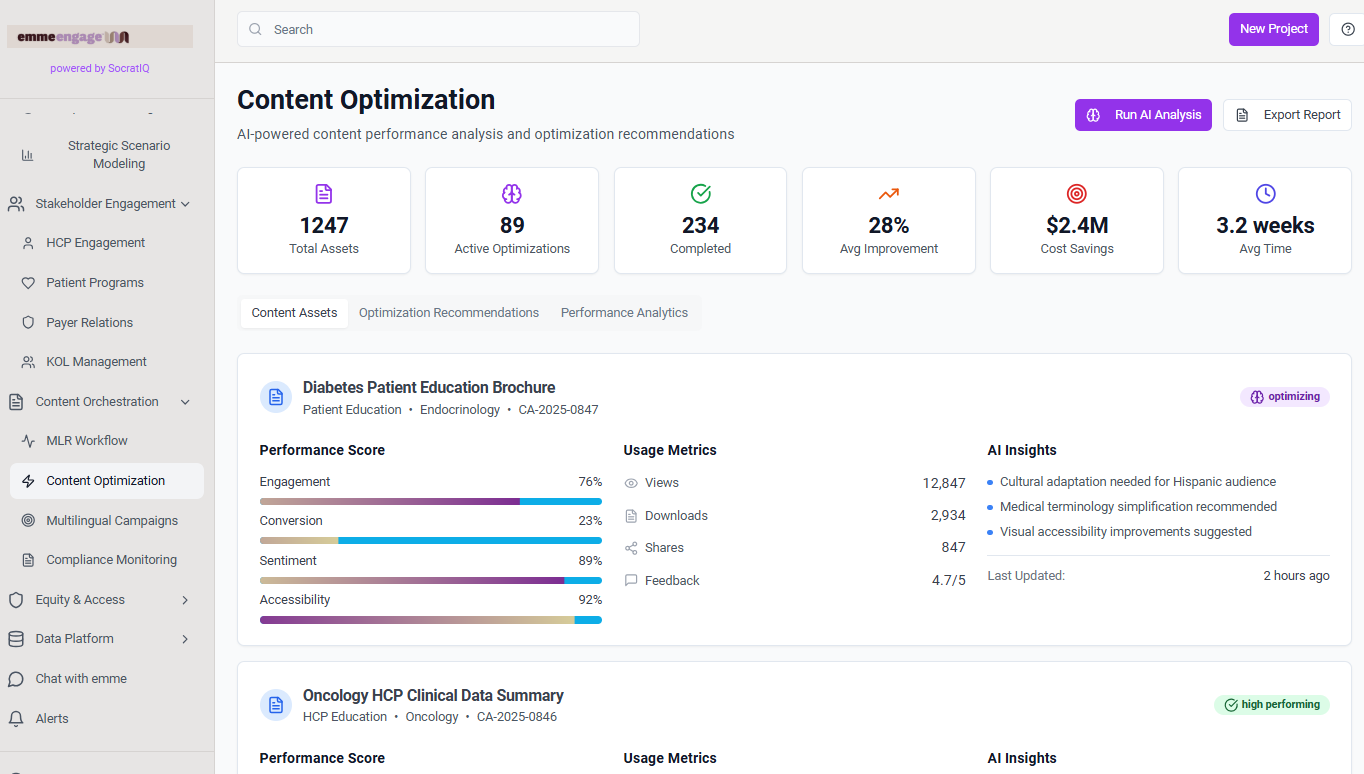 emmeengage
powered by SocratIQ
Strategic Scenario
Modeling
Stakeholder Engagement
HCP Engagement
Patient Programs
Payer Relations
KOL Management
Content Orchestration
MLR Workflow
Content Optimization
Multilingual Campaigns
Compliance Monitoring
Equity & Access
Data Platform
Chat with emme
Alerts
Search
New Project
Content Optimization
AI-powered content performance analysis and optimization recommendations
Run AI Analysis
Export Report
1247
Total Assets
89
Active Optimizations
234
Completed
28%
Avg Improvement
$2.4M
Cost Savings
3.2 weeks
Avg Time
Content Assets
Optimization Recommendations
Performance Analytics
Diabetes Patient Education Brochure
Patient Education • Endocrinology • CA-2025-0847
optimizing
Performance Score
Engagement 76%
Conversion 23%
Sentiment 89%
Accessibility 92%
Usage Metrics
Views 12,847
Downloads 2,934
Shares 847
Feedback 4.7/5
AI Insights
• Cultural adaptation needed for Hispanic audience
• Medical terminology simplification recommended
• Visual accessibility improvements suggested
Last Updated: 2 hours ago
Oncology HCP Clinical Data Summary
HCP Education • Oncology • CA-2025-0846
high performing
Performance Score
Usage Metrics
AI Insights